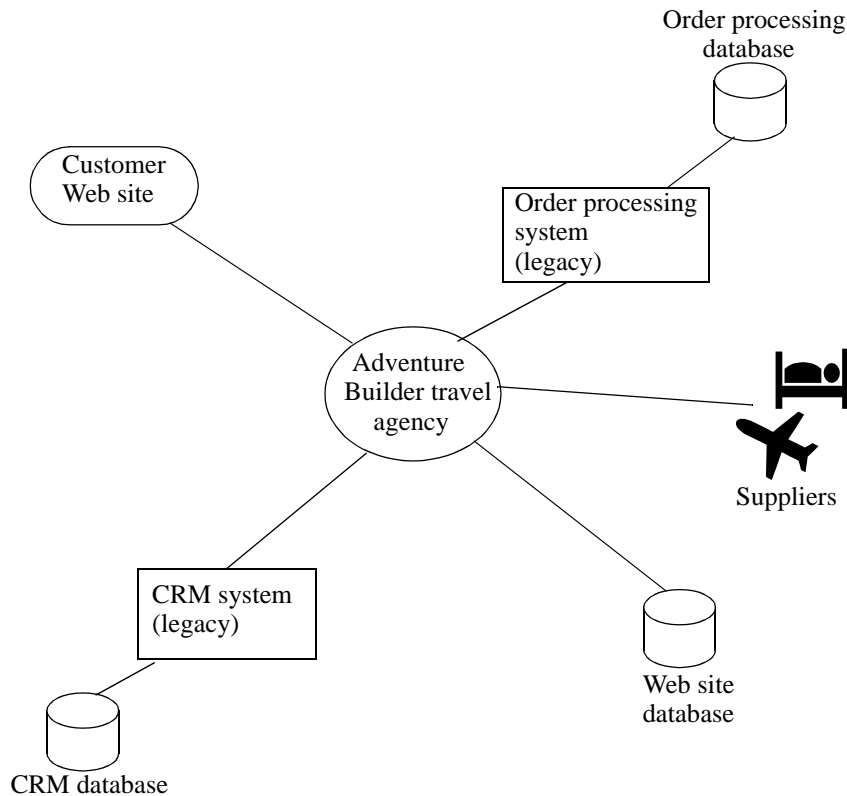 Order processing
database
Customer
Web site
Order processing
system
(legacy)
Adventure
Builder travel
agency
Suppliers
CRM system
(legacy)
Web site
database
CRM database